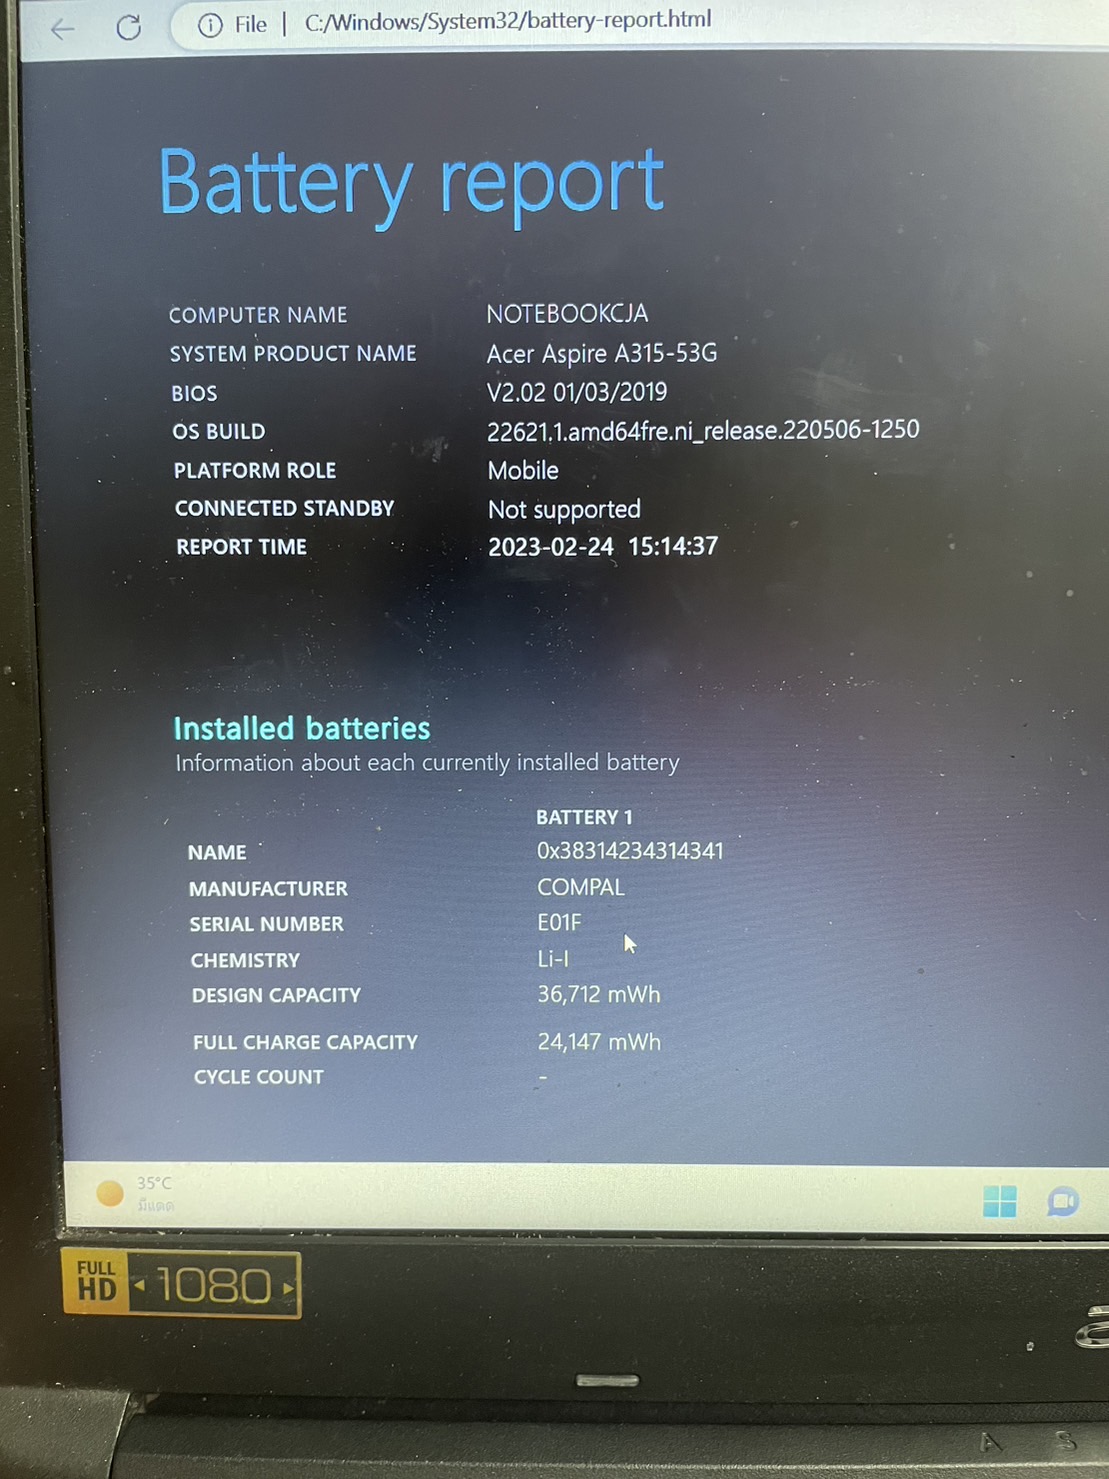 File | C:/Windows/System32/battery-report.html
Battery report
COMPUTER NAME NOTEBOOKCJA
SYSTEM PRODUCT NAME Acer Aspire A315-53G
BIOS V2.02 01/03/2019
OS BUILD 22621.1.amd64fre.ni_release.220506-1250
PLATFORM ROLE Mobile
CONNECTED STANDBY Not supported
REPORT TIME 2023-02-24 15:14:37
Installed batteries
Information about each currently installed battery
BATTERY 1
NAME 0x38314234314341
MANUFACTURER COMPAL
SERIAL NUMBER E01F
CHEMISTRY Li-I
DESIGN CAPACITY 36,712 mWh
FULL CHARGE CAPACITY 24,147 mWh
CYCLE COUNT -
35°C
มีแดด
FULL HD 1080
A S